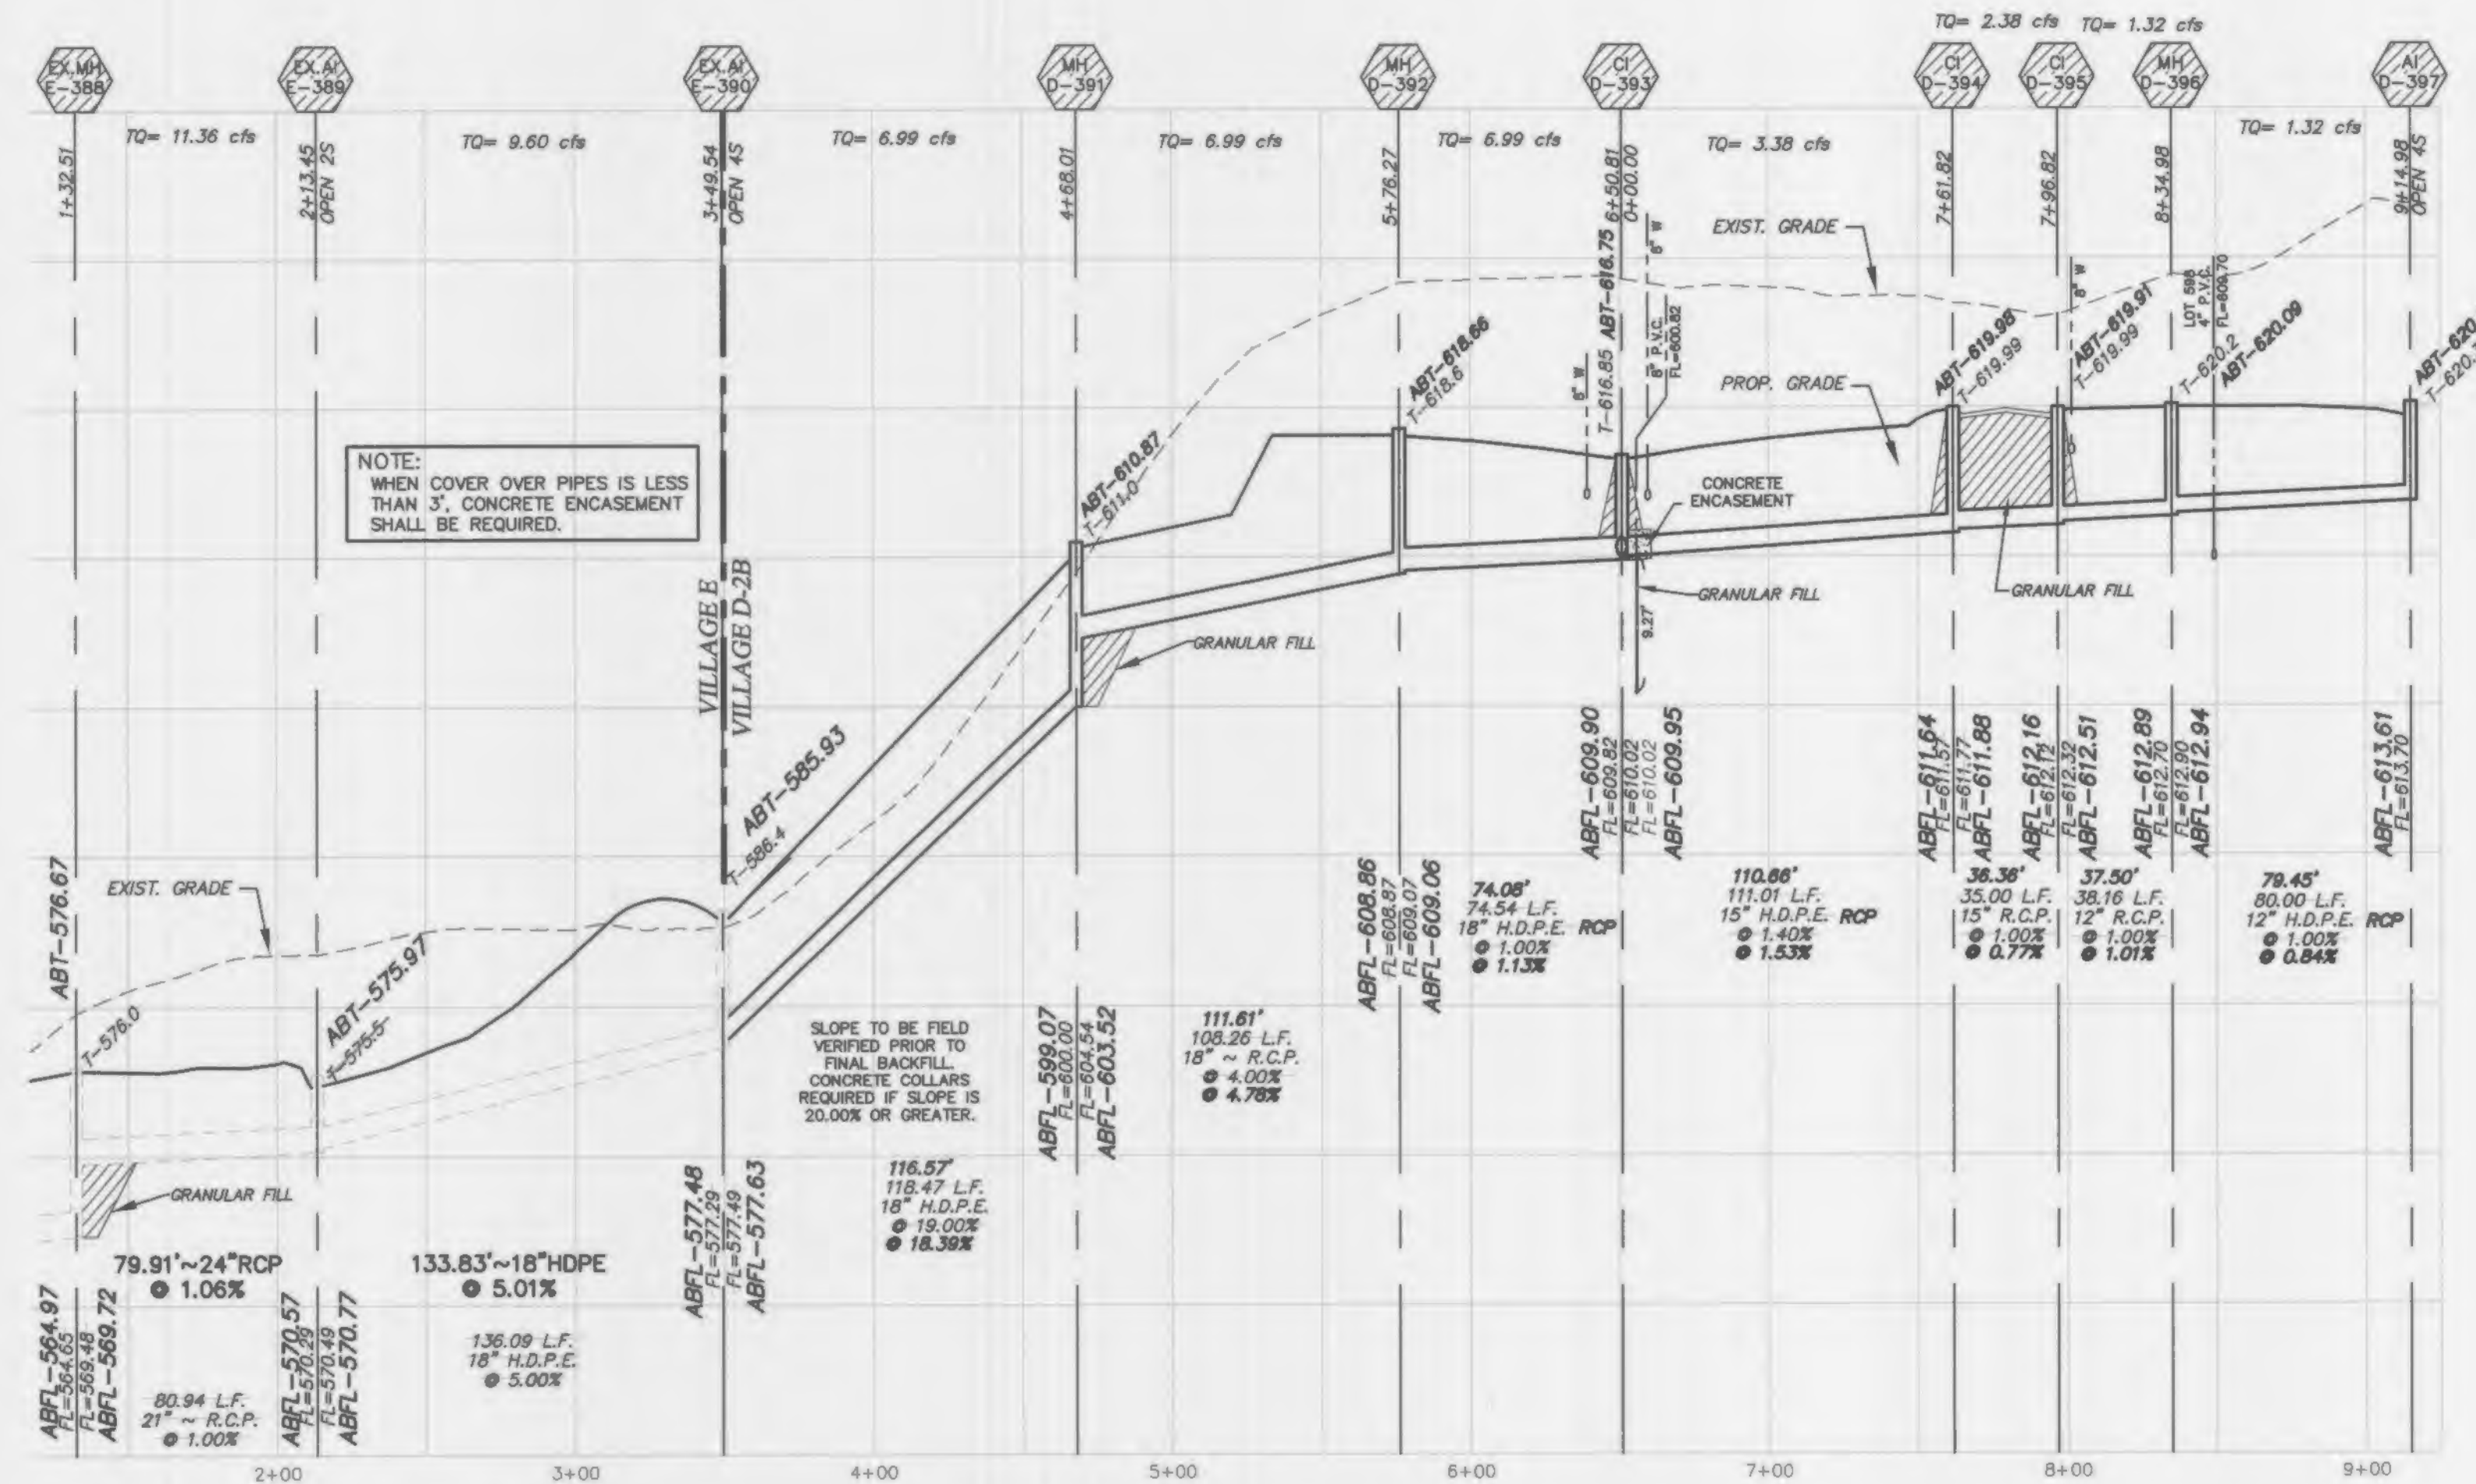 TQ= 2.38 cfs TQ= 1.32 cfs
EX.MH
E-388
EX.AI
E-389
EX.AI
E-390
MH
D-391
MH
D-392
CI
D-393
CI
D-394
CI
D-395
MH
D-396
AI
D-397
TQ= 11.36 cfs
TQ= 9.60 cfs
TQ= 6.99 cfs
TQ= 6.99 cfs
TQ= 6.99 cfs
TQ= 3.38 cfs
TQ= 1.32 cfs
1+32.51
2+13.45
OPEN 2S
3+49.54
OPEN 4S
4+68.01
5+76.27
6+50.81
0+00.00
7+61.82
7+96.82
8+34.98
9+14.98
OPEN 4S
EXIST. GRADE
8" W
8" W
8" W
8" P.V.C.
FL=600.82
LOT 598
4" P.V.C.
FL=609.70
ABT-616.75
T-616.85
ABT-618.66
T-618.6
ABT-619.98
T-619.99
ABT-619.91
T-619.99
T-620.2
ABT-620.09
ABT-620
PROP. GRADE
NOTE:
WHEN COVER OVER PIPES IS LESS
THAN 3', CONCRETE ENCASEMENT
SHALL BE REQUIRED.
ABT-610.87
T-611.0
CONCRETE
ENCASEMENT
GRANULAR FILL
GRANULAR FILL
GRANULAR FILL
9.27'
VILLAGE E
VILLAGE D-2B
ABT-585.93
T-586.4
EXIST. GRADE
ABT-576.67
T-576.0
ABT-575.97
T-575.5
GRANULAR FILL
SLOPE TO BE FIELD
VERIFIED PRIOR TO
FINAL BACKFILL.
CONCRETE COLLARS
REQUIRED IF SLOPE IS
20.00% OR GREATER.
ABFL-564.97
FL=564.65
FL=569.48
ABFL-569.72
79.91'~24"RCP
@ 1.06%
80.94 L.F.
21" ~ R.C.P.
@ 1.00%
ABFL-570.57
FL=570.29
FL=570.49
ABFL-570.77
133.83'~18"HDPE
@ 5.01%
136.09 L.F.
18" H.D.P.E.
@ 5.00%
ABFL-577.48
FL=577.29
FL=577.49
ABFL-577.63
116.57'
118.47 L.F.
18" H.D.P.E.
@ 19.00%
@ 18.39%
ABFL-599.07
FL=600.00
FL=604.54
ABFL-603.52
111.61'
108.26 L.F.
18" ~ R.C.P.
@ 4.00%
@ 4.78%
ABFL-608.86
FL=608.87
FL=609.07
ABFL-609.06
74.08'
74.54 L.F.
18" H.D.P.E. RCP
@ 1.00%
@ 1.13%
ABFL-609.90
FL=609.82
FL=610.02
FL=610.02
ABFL-609.95
110.66'
111.01 L.F.
15" H.D.P.E. RCP
@ 1.40%
@ 1.53%
ABFL-611.64
FL=611.57
FL=611.77
ABFL-611.88
36.36'
35.00 L.F.
15" R.C.P.
@ 1.00%
@ 0.77%
ABFL-612.16
FL=612.12
FL=612.32
ABFL-612.51
37.50'
38.16 L.F.
12" R.C.P.
@ 1.00%
@ 1.01%
ABFL-612.89
FL=612.70
FL=612.90
ABFL-612.94
79.45'
80.00 L.F.
12" H.D.P.E. RCP
@ 1.00%
@ 0.84%
ABFL-613.61
FL=613.70
2+00 3+00 4+00 5+00 6+00 7+00 8+00 9+00